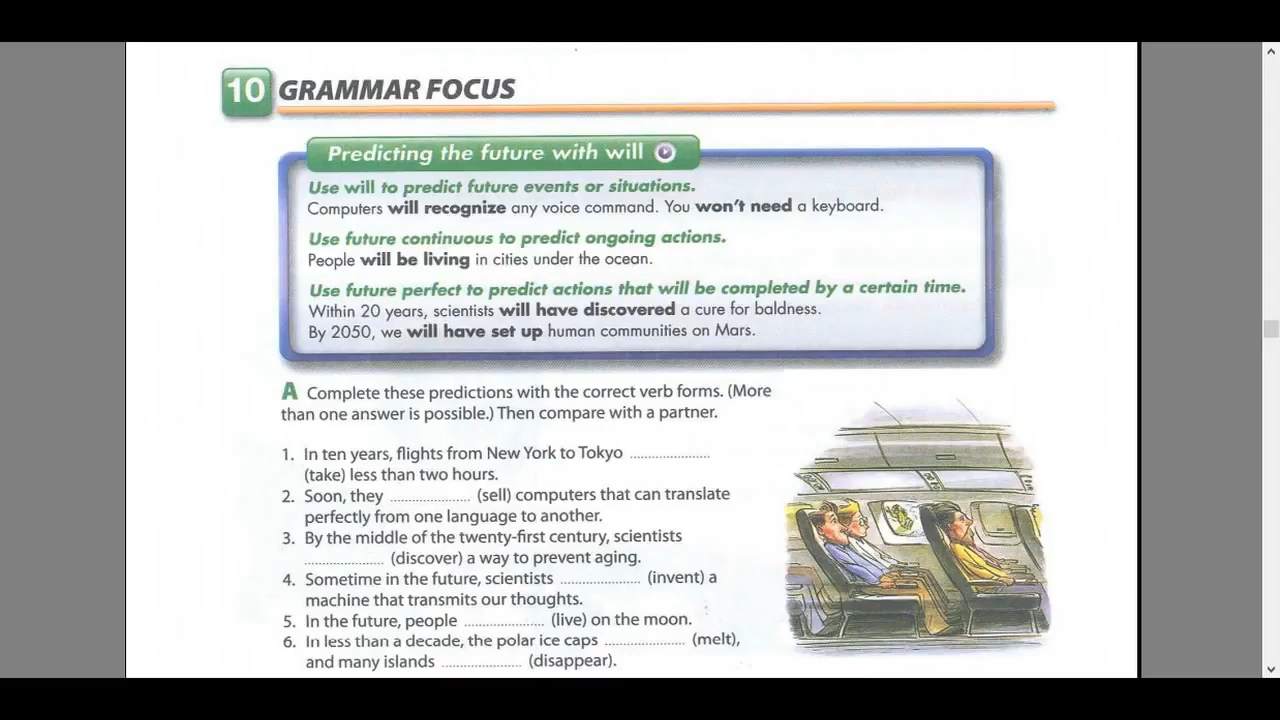 10 GRAMMAR FOCUS
Predicting the future with will
Use will to predict future events or situations.
Computers will recognize any voice command. You won't need a keyboard.
Use future continuous to predict ongoing actions.
People will be living in cities under the ocean.
Use future perfect to predict actions that will be completed by a certain time.
Within 20 years, scientists will have discovered a cure for baldness.
By 2050, we will have set up human communities on Mars.
A Complete these predictions with the correct verb forms. (More
than one answer is possible.) Then compare with a partner.
1. In ten years, flights from New York to Tokyo ....................
(take) less than two hours.
2. Soon, they .................... (sell) computers that can translate
perfectly from one language to another.
3. By the middle of the twenty-first century, scientists
.................... (discover) a way to prevent aging.
4. Sometime in the future, scientists .................... (invent) a
machine that transmits our thoughts.
5. In the future, people .................... (live) on the moon.
6. In less than a decade, the polar ice caps .................... (melt),
and many islands .................... (disappear).